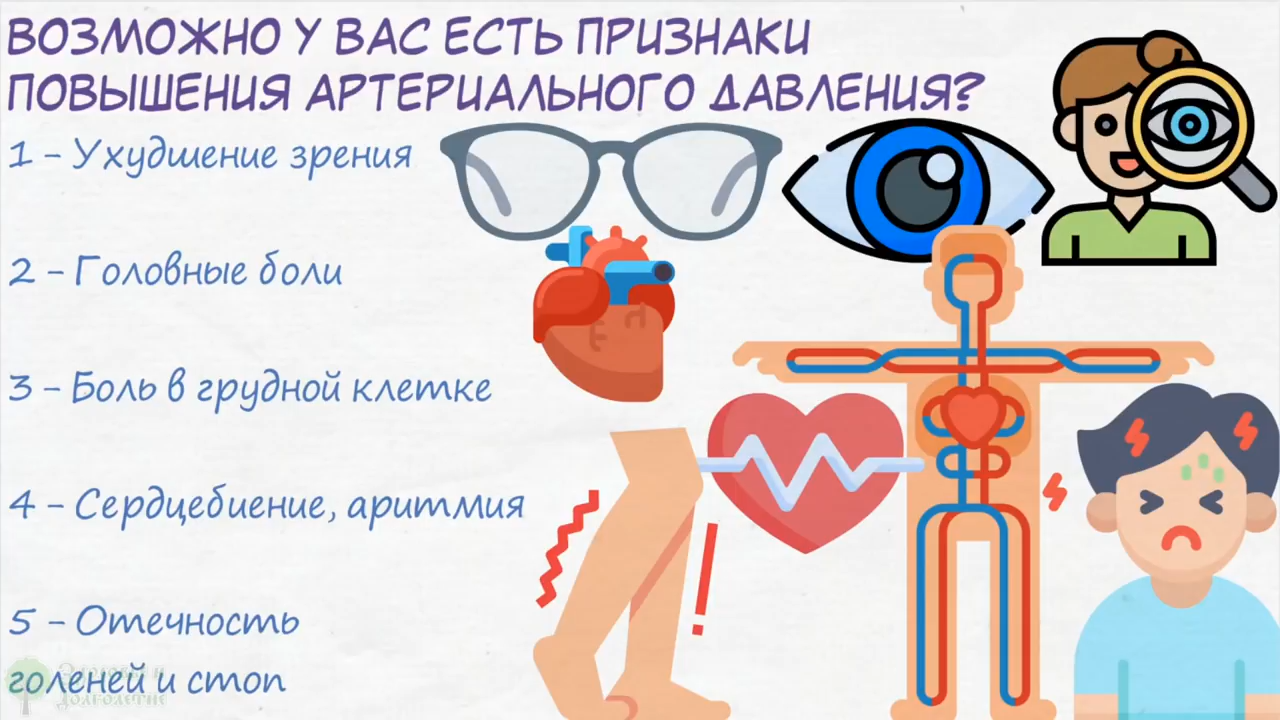 ВОЗМОЖНО У ВАС ЕСТЬ ПРИЗНАКИ
ПОВЫШЕНИЯ АРТЕРИАЛЬНОГО ДАВЛЕНИЯ?
1 - Ухудшение зрения
2 - Головные боли
3 - Боль в грудной клетке
4 - Сердцебиение, аритмия
5 - Отечность
голеней и стоп
Долголетие